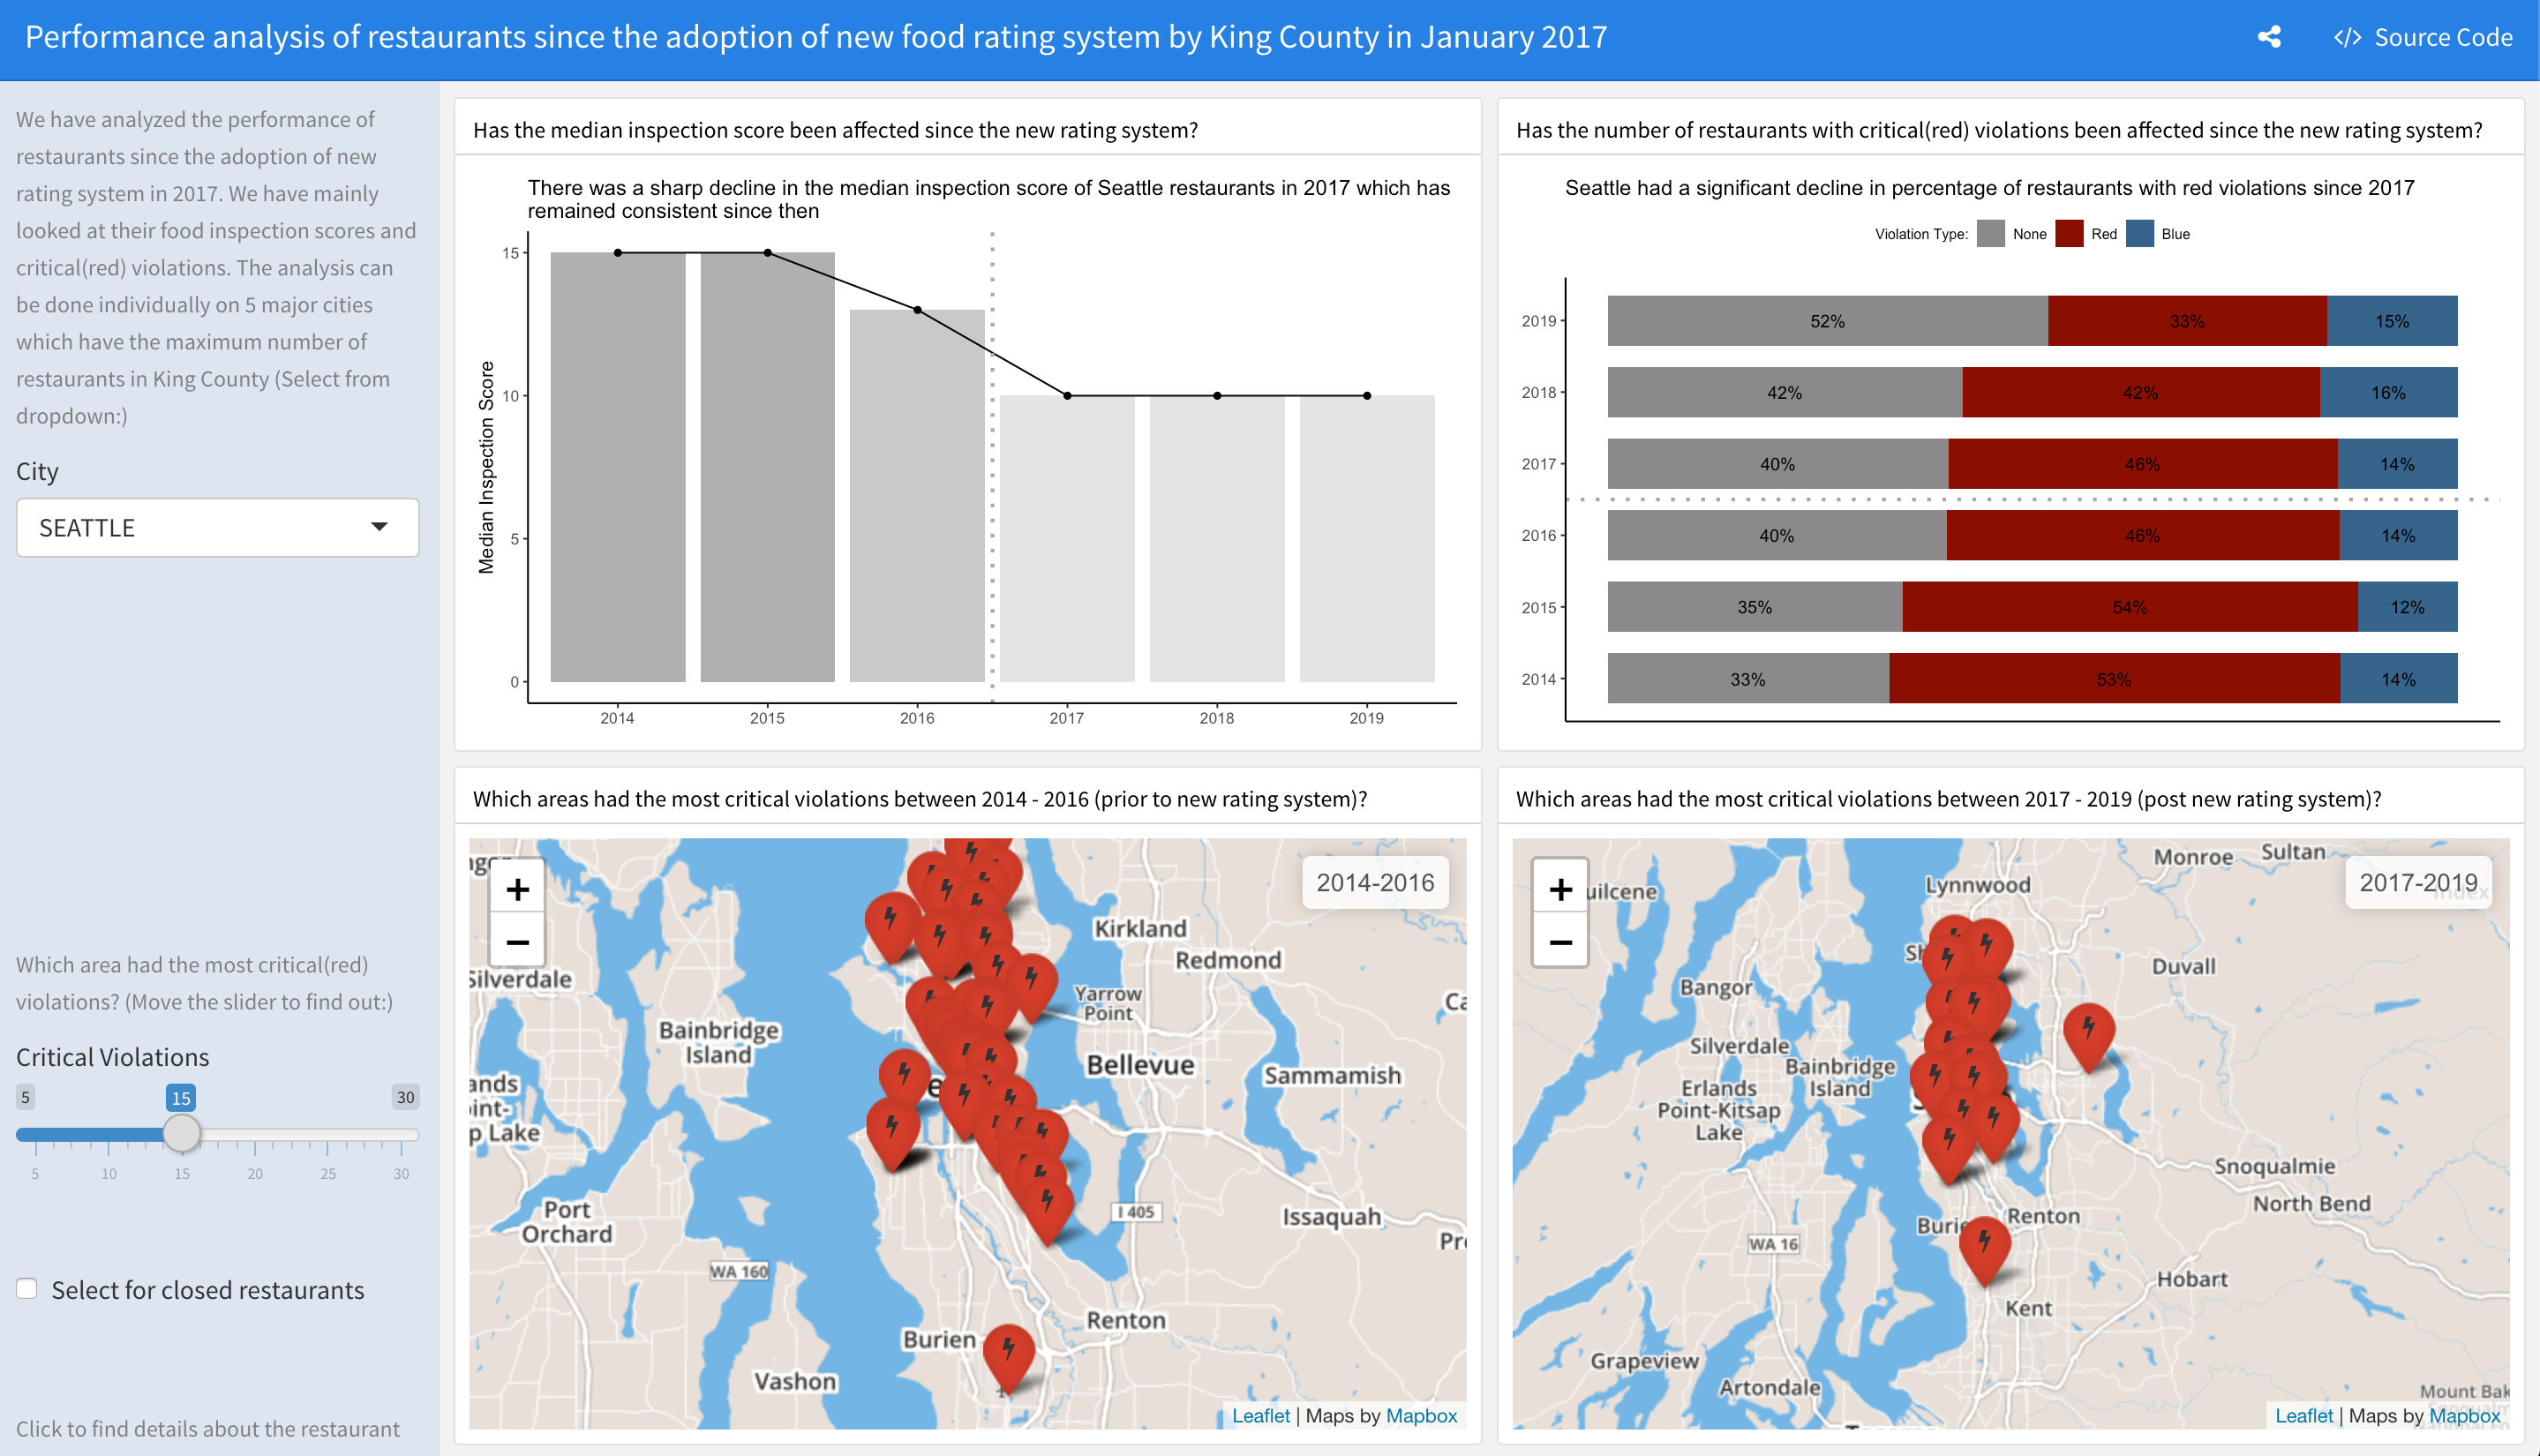 Performance analysis of restaurants since the adoption of new food rating system by King County in January 2017
</> Source Code
We have analyzed the performance of
restaurants since the adoption of new
rating system in 2017. We have mainly
looked at their food inspection scores and
critical(red) violations. The analysis can
be done individually on 5 major cities
which have the maximum number of
restaurants in King County (Select from
dropdown:)
City
SEATTLE
Which area had the most critical(red)
violations? (Move the slider to find out:)
Critical Violations
5 15 30
5 10 15 20 25 30
Select for closed restaurants
Click to find details about the restaurant
Has the median inspection score been affected since the new rating system?
There was a sharp decline in the median inspection score of Seattle restaurants in 2017 which has
remained consistent since then
Median Inspection Score
15
10
5
0
2014 2015 2016 2017 2018 2019
Has the number of restaurants with critical(red) violations been affected since the new rating system?
Seattle had a significant decline in percentage of restaurants with red violations since 2017
Violation Type: None Red Blue
2019 52% 33% 15%
2018 42% 42% 16%
2017 40% 46% 14%
2016 40% 46% 14%
2015 35% 54% 12%
2014 33% 53% 14%
Which areas had the most critical violations between 2014 - 2016 (prior to new rating system)?
+
−
2014-2016
Kirkland
Redmond
Silverdale
Yarrow
Point
Bainbridge
Island
Bellevue
Sammamish
ands
oint-
p Lake
Port
Orchard
I 405
Issaquah
WA 160
Renton
Burien
Vashon
Leaflet | Maps by Mapbox
Which areas had the most critical violations between 2017 - 2019 (post new rating system)?
+
−
2017-2019
Monroe
Sultan
Lynnwood
uilcene
Duvall
Bangor
Silverdale
Bainbridge
Island
Erlands
Point-Kitsap
Lake
Snoqualmie
North Bend
Renton
Burie
WA 16
Hobart
Kent
Grapeview
Artondale
Mount Bak
Leaflet | Maps by Mapbox